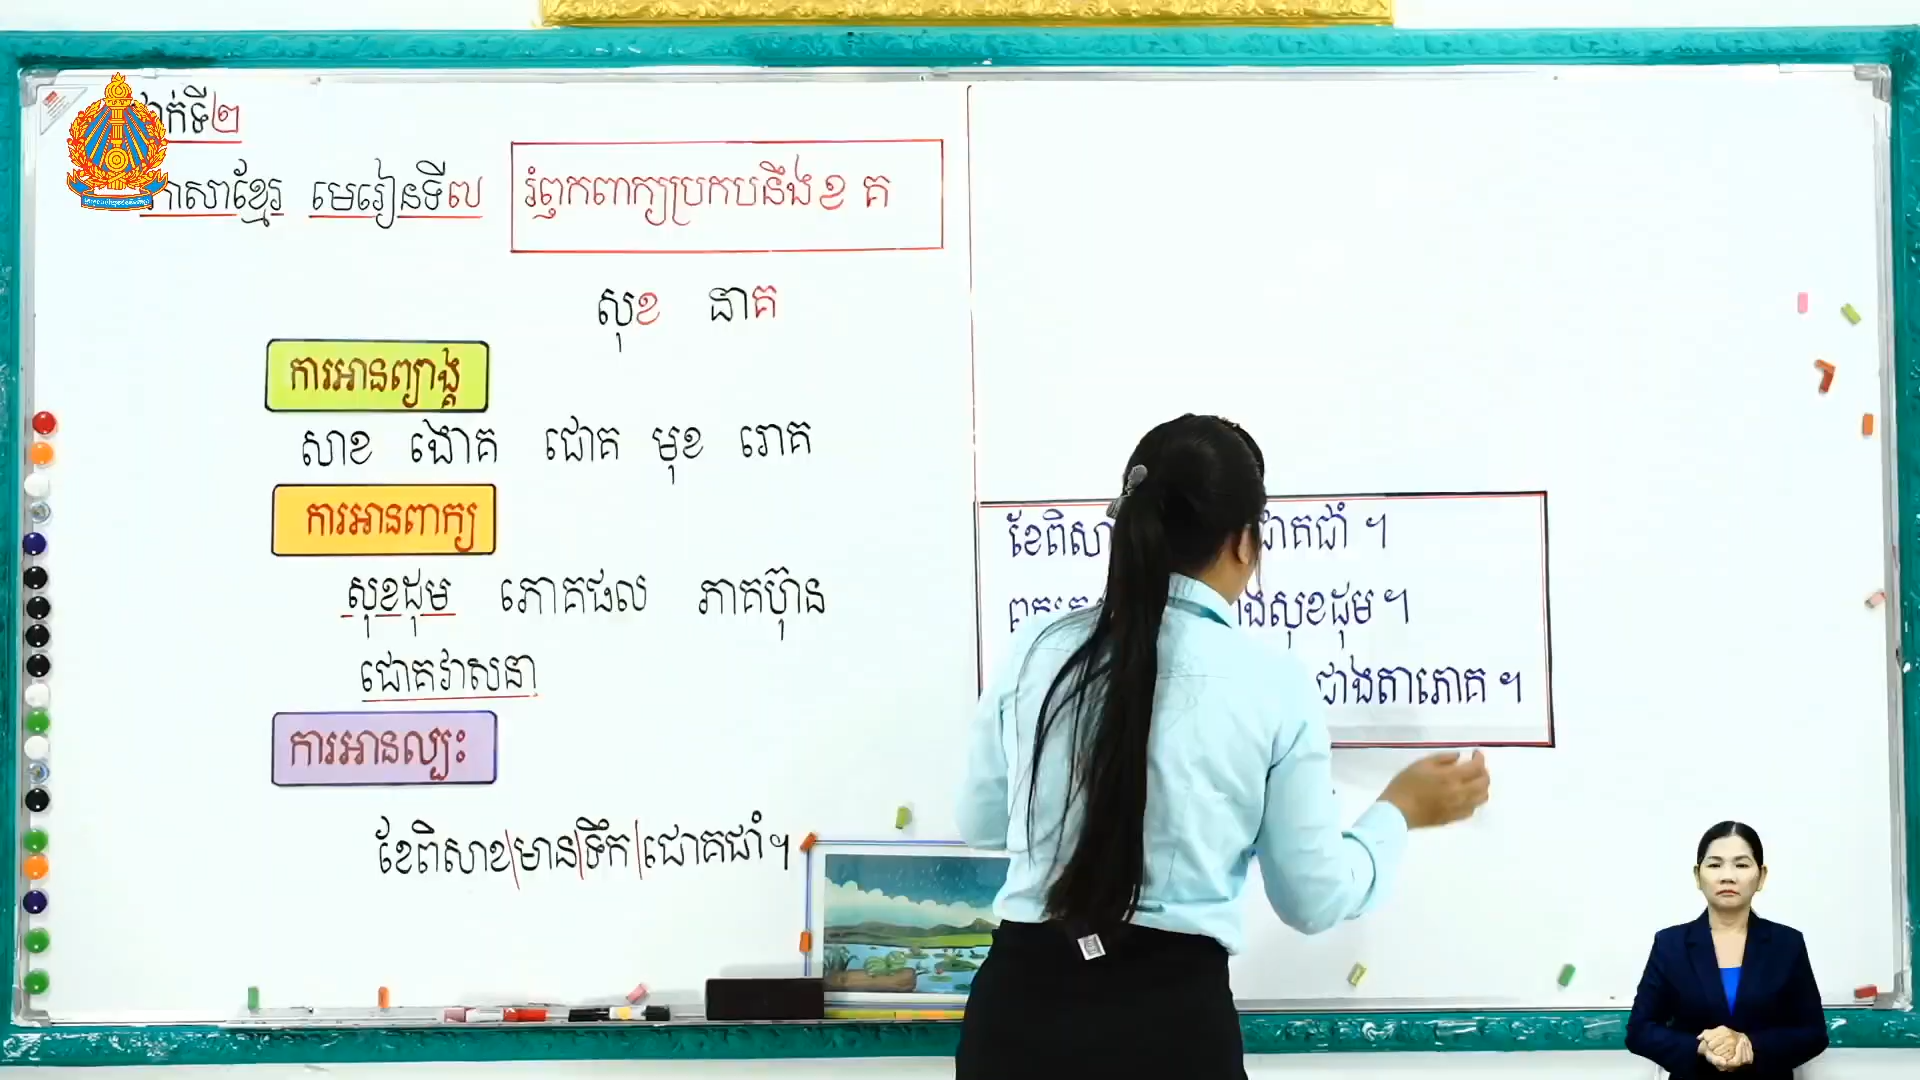 ថ្នាក់ទី២
ភាសាខ្មែរ មេរៀនទី៧
រំឭកពាក្យប្រកបនឹង ខ គ
សុខ នាគ
ការអានព្យាង្គ
សាខ ងោគ ជោគ មុខ រោគ
ការអានពាក្យ
សុខដុម ភោគផល ភាគហ៊ុន
ជោគវាសនា
ការអានល្បះ
ខែពិសាខ|មាន|ទឹក|ជោគជាំ។
ខែពិសា ជោគជាំ ។
សុខដុម។
ជាងតាភោគ ។